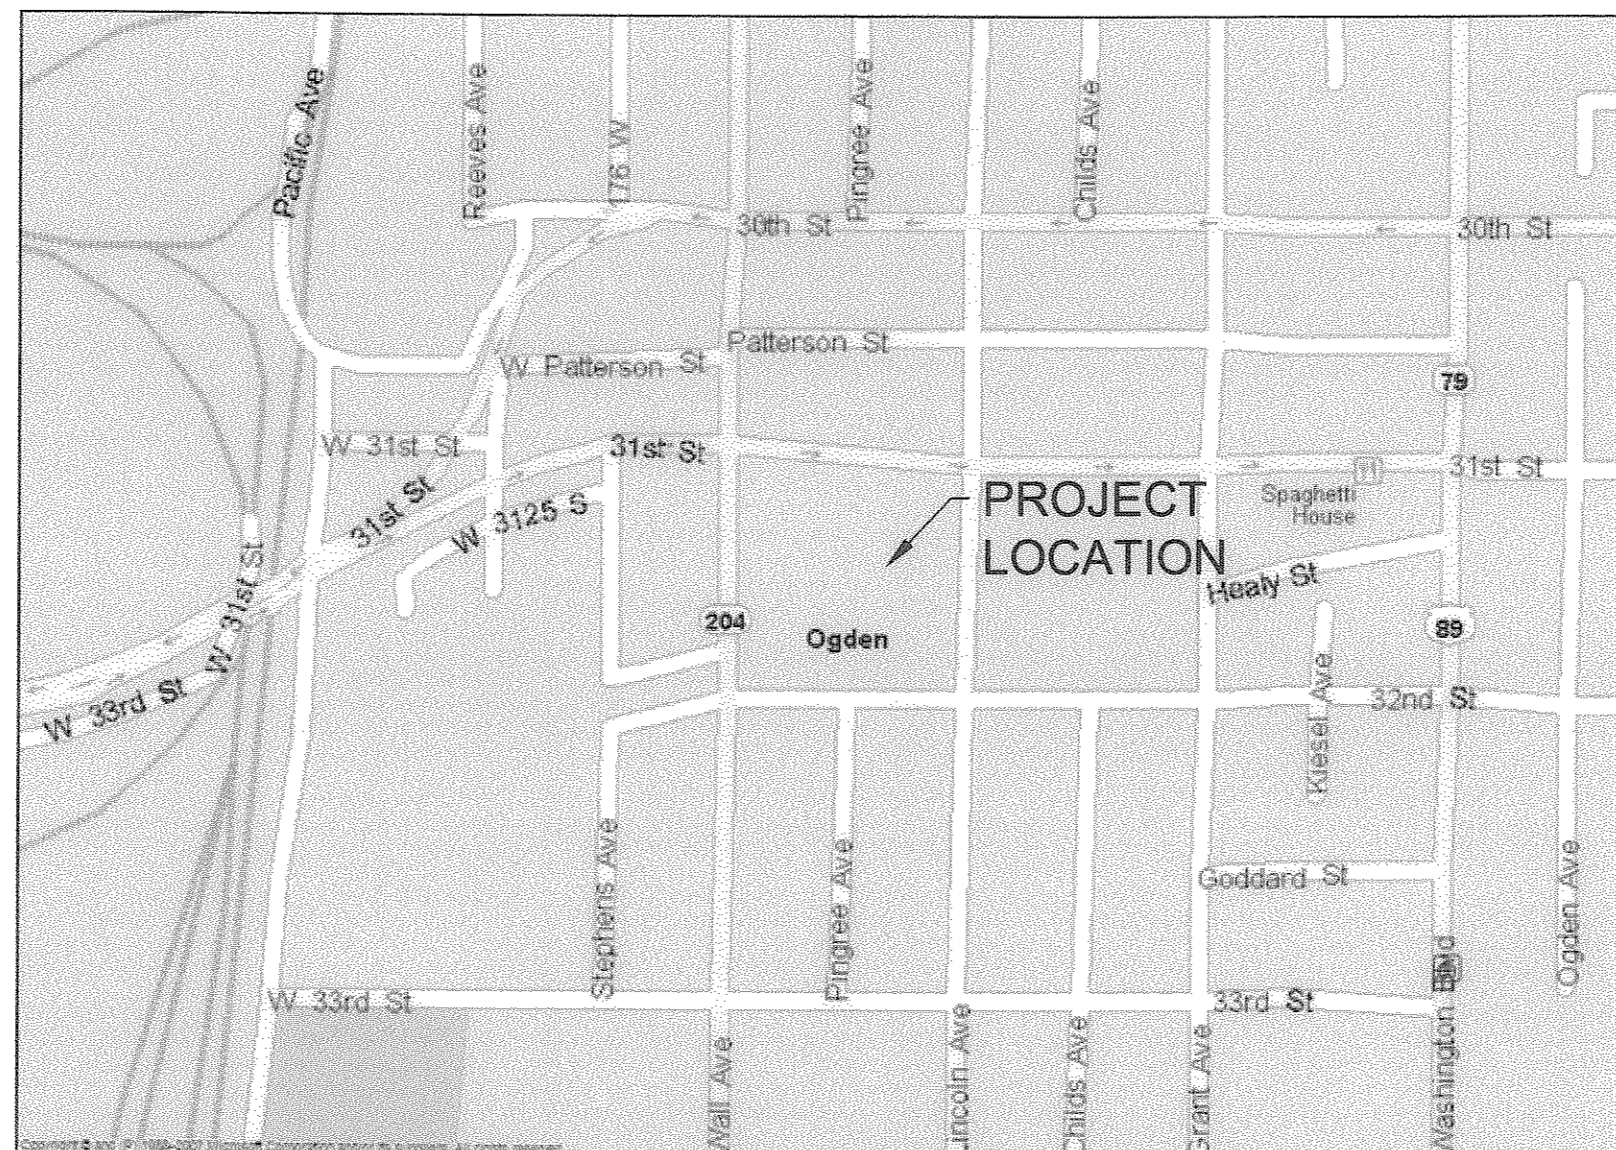 Pacific Ave
Reeves Ave
176 W
Pingree Ave
Childs Ave
30th St
30th St
Patterson St
W Patterson St
79
W 31st St
31st St
31st St
31st St
Spaghetti
House
PROJECT
LOCATION
W 3125 S
W 31st St
Healy St
204
Ogden
89
W 33rd St
32nd St
Kiesel Ave
Stephens Ave
Pingree Ave
Goddard St
Ogden Ave
W 33rd St
33rd St
Wall Ave
Lincoln Ave
Childs Ave
Grant Ave
Washington Blvd